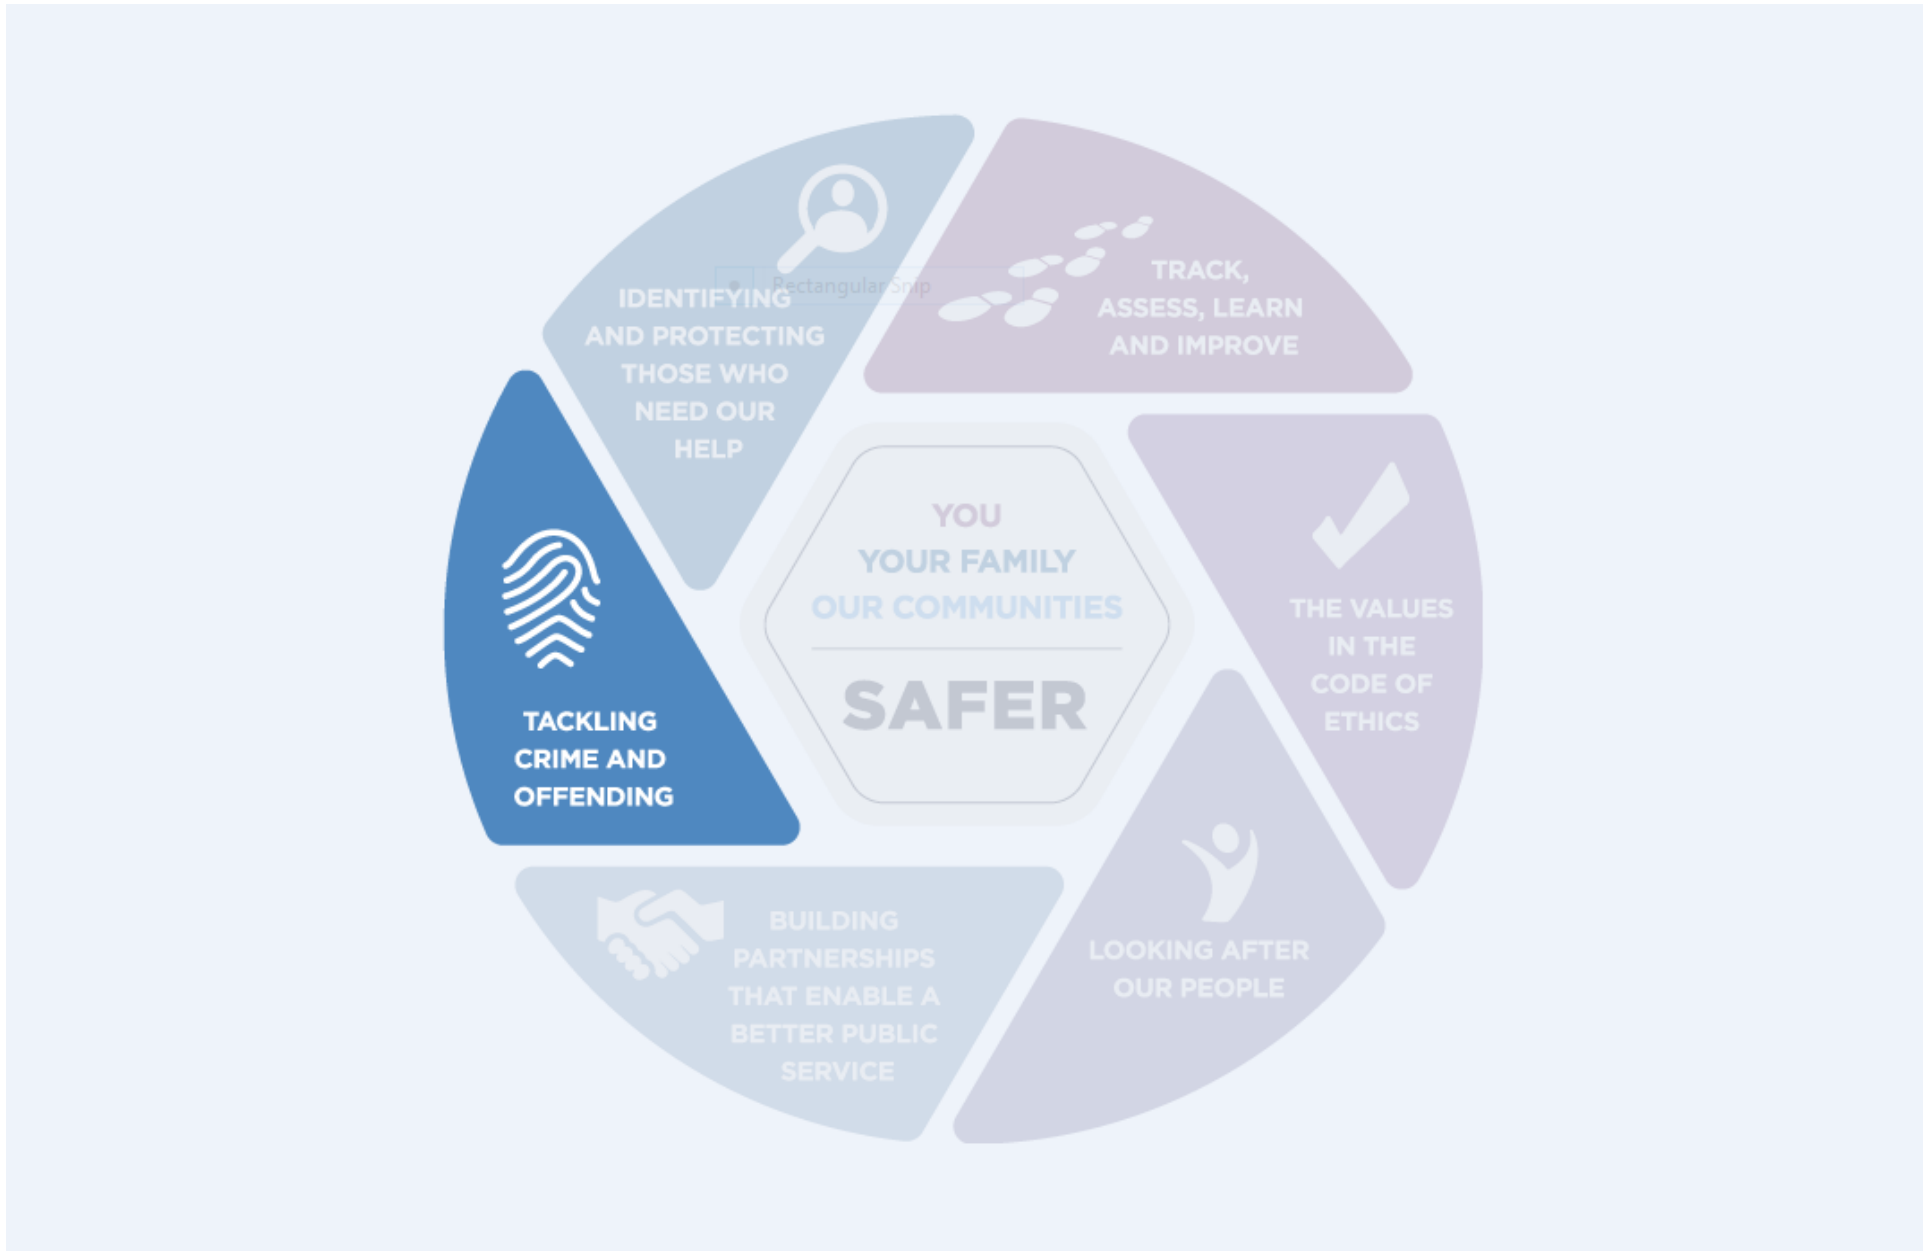 IDENTIFYING
AND PROTECTING
THOSE WHO
NEED OUR
HELP
Rectangular Snip
TRACK,
ASSESS, LEARN
AND IMPROVE
THE VALUES
IN THE
CODE OF
ETHICS
LOOKING AFTER
OUR PEOPLE
BUILDING
PARTNERSHIPS
THAT ENABLE A
BETTER PUBLIC
SERVICE
TACKLING
CRIME AND
OFFENDING
YOU
YOUR FAMILY
OUR COMMUNITIES
SAFER